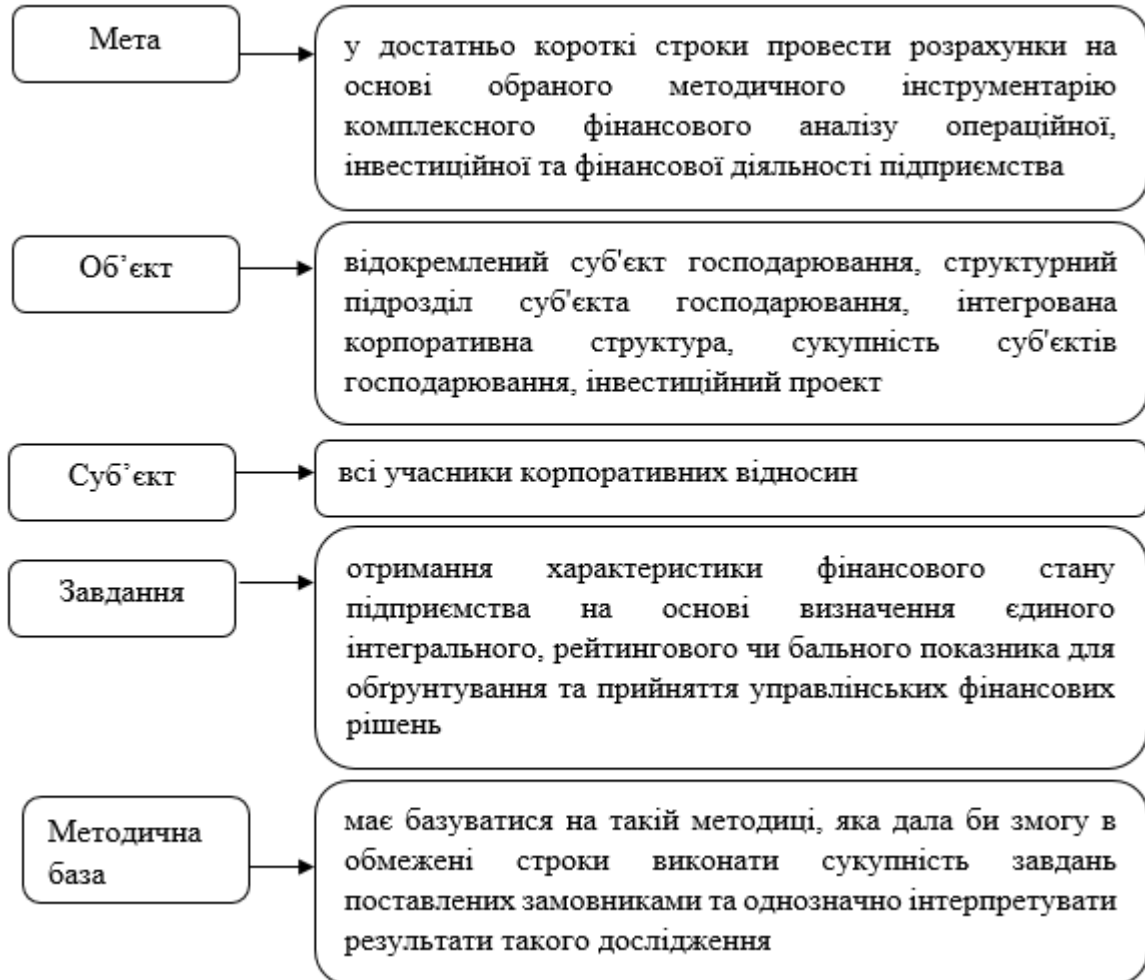 Мета
у достатньо короткі строки провести розрахунки на
основі обраного методичного інструментарію
комплексного фінансового аналізу операційної,
інвестиційної та фінансової діяльності підприємства
Об’єкт
відокремлений суб'єкт господарювання, структурний
підрозділ суб'єкта господарювання, інтегрована
корпоративна структура, сукупність суб'єктів
господарювання, інвестиційний проект
Суб’єкт
всі учасники корпоративних відносин
Завдання
отримання характеристики фінансового стану
підприємства на основі визначення єдиного
інтегрального, рейтингового чи бального показника для
обґрунтування та прийняття управлінських фінансових
рішень
Методична
база
має базуватися на такій методиці, яка дала би змогу в
обмежені строки виконати сукупність завдань
поставлених замовниками та однозначно інтерпретувати
результати такого дослідження